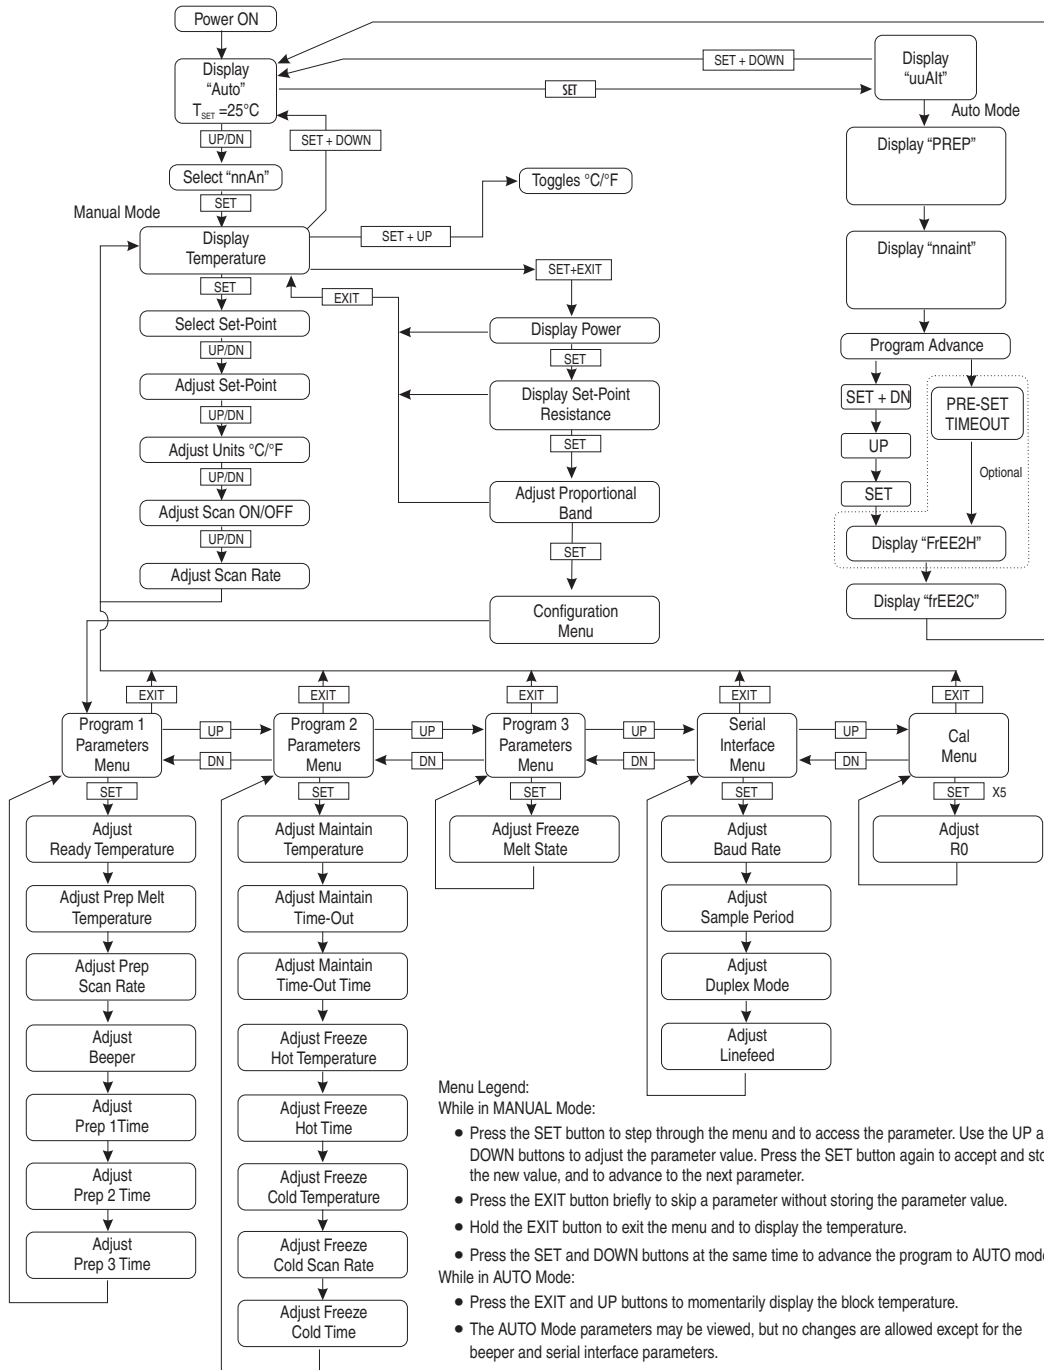 Power ON
Display
"Auto"
TSET =25°C
SET + DOWN
SET
Display
"uuAIt"
Auto Mode
UP/DN
SET + DOWN
Select "nnAn"
SET
Manual Mode
Display
Temperature
SET + UP
Toggles °C/°F
SET+EXIT
EXIT
SET
Select Set-Point
UP/DN
Adjust Set-Point
UP/DN
Adjust Units °C/°F
UP/DN
Adjust Scan ON/OFF
UP/DN
Adjust Scan Rate
Display Power
SET
Display Set-Point
Resistance
SET
Adjust Proportional
Band
SET
Configuration
Menu
Display "PREP"
Display "nnaint"
Program Advance
SET + DN
UP
SET
PRE-SET
TIMEOUT
Optional
Display "FrEE2H"
Display "frEE2C"
EXIT
EXIT
EXIT
EXIT
EXIT
Program 1
Parameters
Menu
UP
DN
Program 2
Parameters
Menu
UP
DN
Program 3
Parameters
Menu
UP
DN
Serial
Interface
Menu
UP
DN
Cal
Menu
SET
Adjust
Ready Temperature
Adjust Prep Melt
Temperature
Adjust Prep
Scan Rate
Adjust
Beeper
Adjust
Prep 1Time
Adjust
Prep 2 Time
Adjust
Prep 3 Time
SET
Adjust Maintain
Temperature
Adjust Maintain
Time-Out
Adjust Maintain
Time-Out Time
Adjust Freeze
Hot Temperature
Adjust Freeze
Hot Time
Adjust Freeze
Cold Temperature
Adjust Freeze
Cold Scan Rate
Adjust Freeze
Cold Time
SET
Adjust Freeze
Melt State
SET
Adjust
Baud Rate
Adjust
Sample Period
Adjust
Duplex Mode
Adjust
Linefeed
SET X5
Adjust
R0
Menu Legend:
While in MANUAL Mode:
● Press the SET button to step through the menu and to access the parameter. Use the UP a
DOWN buttons to adjust the parameter value. Press the SET button again to accept and sto
the new value, and to advance to the next parameter.
● Press the EXIT button briefly to skip a parameter without storing the parameter value.
● Hold the EXIT button to exit the menu and to display the temperature.
● Press the SET and DOWN buttons at the same time to advance the program to AUTO mod
While in AUTO Mode:
● Press the EXIT and UP buttons to momentarily display the block temperature.
● The AUTO Mode parameters may be viewed, but no changes are allowed except for the
beeper and serial interface parameters.